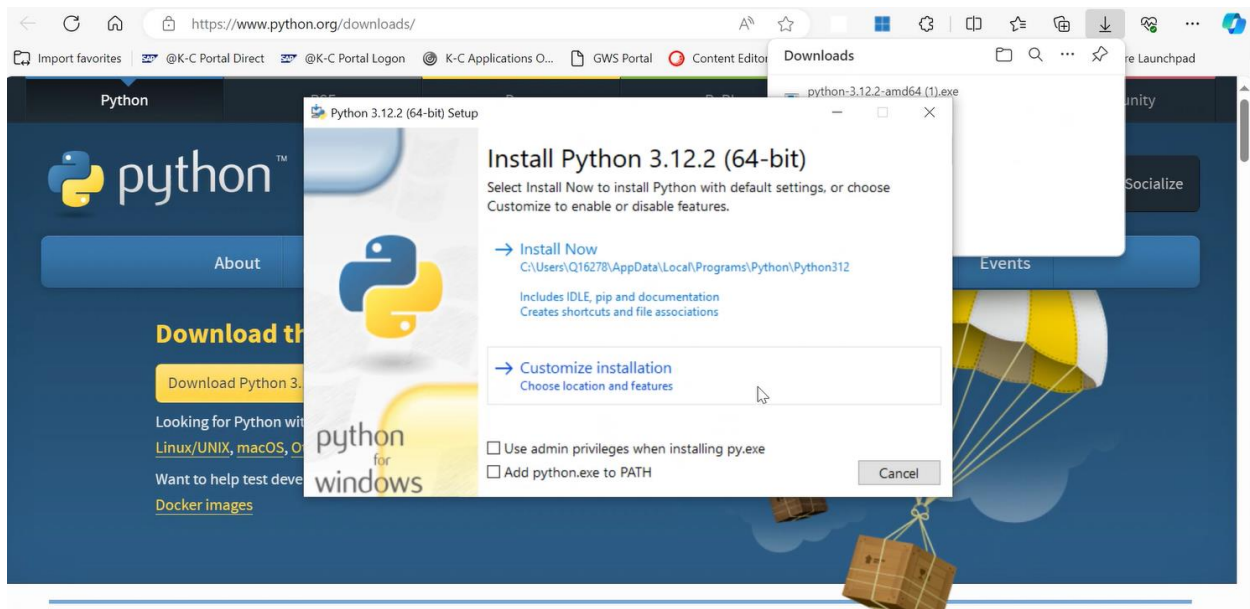 https://www.python.org/downloads/
Import favorites @K-C Portal Direct @K-C Portal Logon K-C Applications O... GWS Portal Content Editor re Launchpad
Downloads
python-3.12.2-amd64 (1).exe
Python unity
python™
Socialize
About Events
Download th
Download Python 3.
Looking for Python wit
Linux/UNIX, macOS, O
Want to help test deve
Docker images
Python 3.12.2 (64-bit) Setup
Install Python 3.12.2 (64-bit)
Select Install Now to install Python with default settings, or choose
Customize to enable or disable features.
Install Now
C:\Users\Q16278\AppData\Local\Programs\Python\Python312
Includes IDLE, pip and documentation
Creates shortcuts and file associations
Customize installation
Choose location and features
python
for
windows
Use admin privileges when installing py.exe
Add python.exe to PATH
Cancel